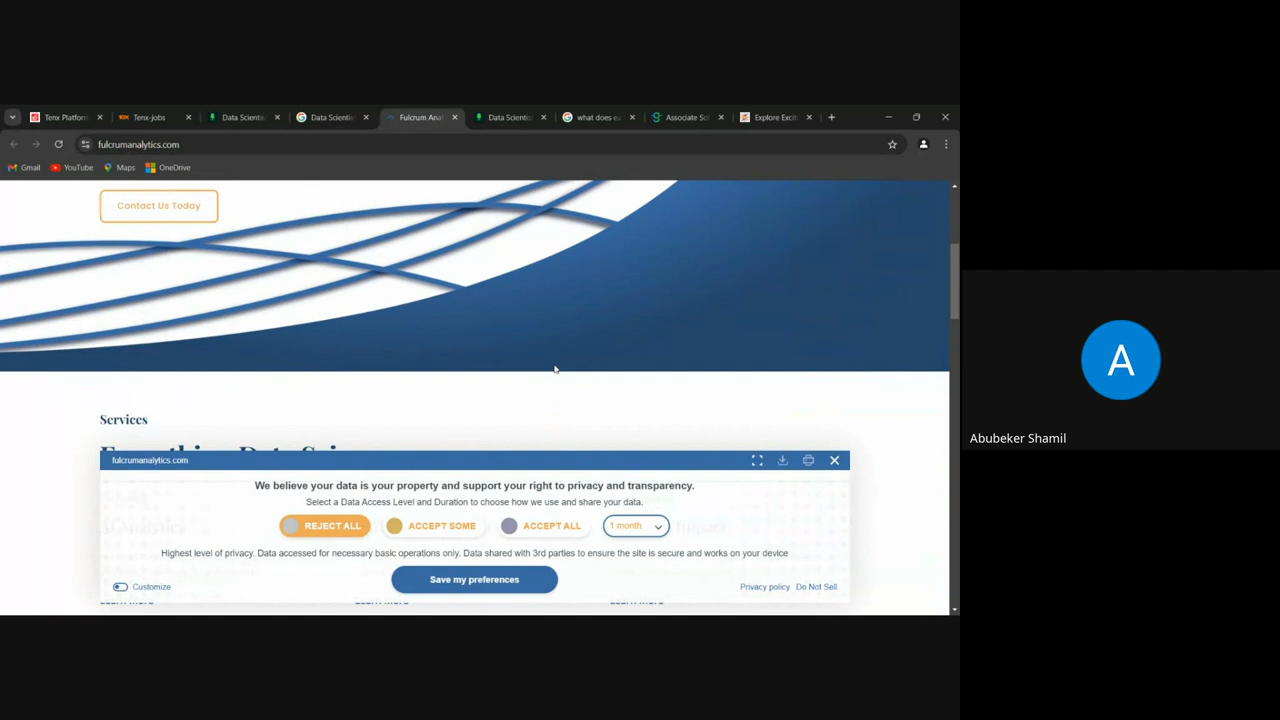 Tenx Platform
Tenx-jobs
Data Scientis
Data Scientis
Fulcrum Anal
Data Scientis
what does ea
Associate Sof
Explore Excit
fulcrumanalytics.com
Gmail
YouTube
Maps
OneDrive
Contact Us Today
Services
fulcrumanalytics.com
We believe your data is your property and support your right to privacy and transparency.
Select a Data Access Level and Duration to choose how we use and share your data.
REJECT ALL
ACCEPT SOME
ACCEPT ALL
1 month
Highest level of privacy. Data accessed for necessary basic operations only. Data shared with 3rd parties to ensure the site is secure and works on your device
Save my preferences
Customize
Privacy policy
Do Not Sell
A
Abubeker Shamil